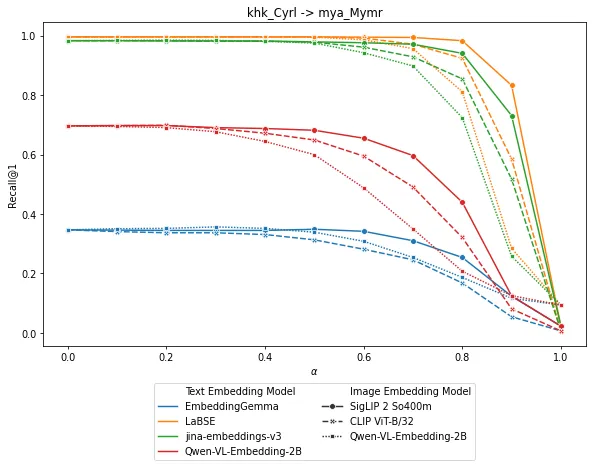 khk_Cyrl -> mya_Mymr
1.0
0.8
0.6
0.4
0.2
0.0
Recall@1
0.0 0.2 0.4 0.6 0.8 1.0
α
Text Embedding Model
EmbeddingGemma
LaBSE
jina-embeddings-v3
Qwen-VL-Embedding-2B
Image Embedding Model
SigLIP 2 So400m
CLIP ViT-B/32
Qwen-VL-Embedding-2B